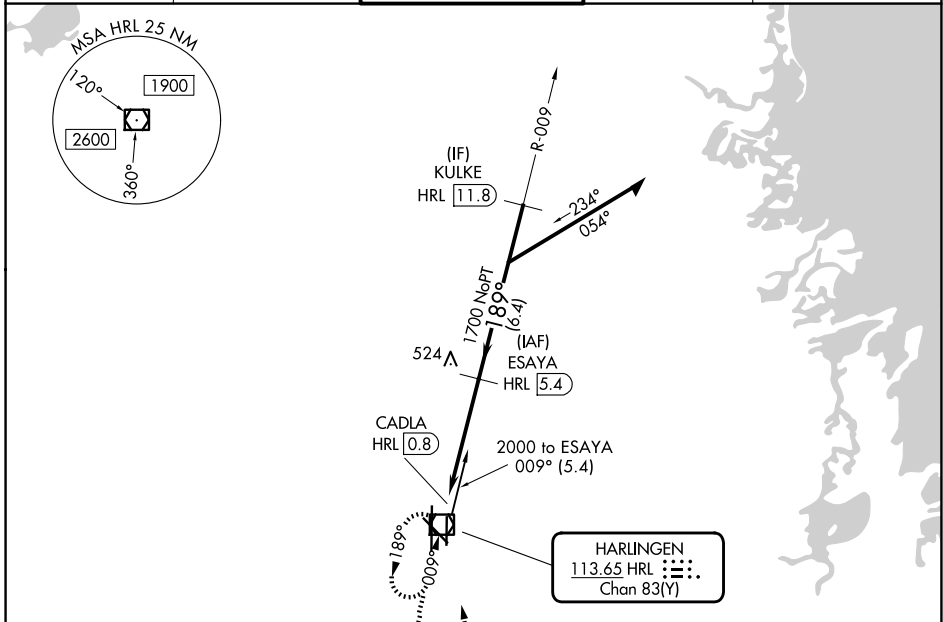 MSA HRL 25 NM
120°
1900
2600
360°
R-009
(IF)
KULKE
HRL 11.8
234°
054°
1700 NoPT
189°
(6.4)
(IAF)
524
ESAYA
HRL 5.4
CADLA
HRL 0.8
2000 to ESAYA
009° (5.4)
189°
009°
HARLINGEN
113.65 HRL
Chan 83(Y)